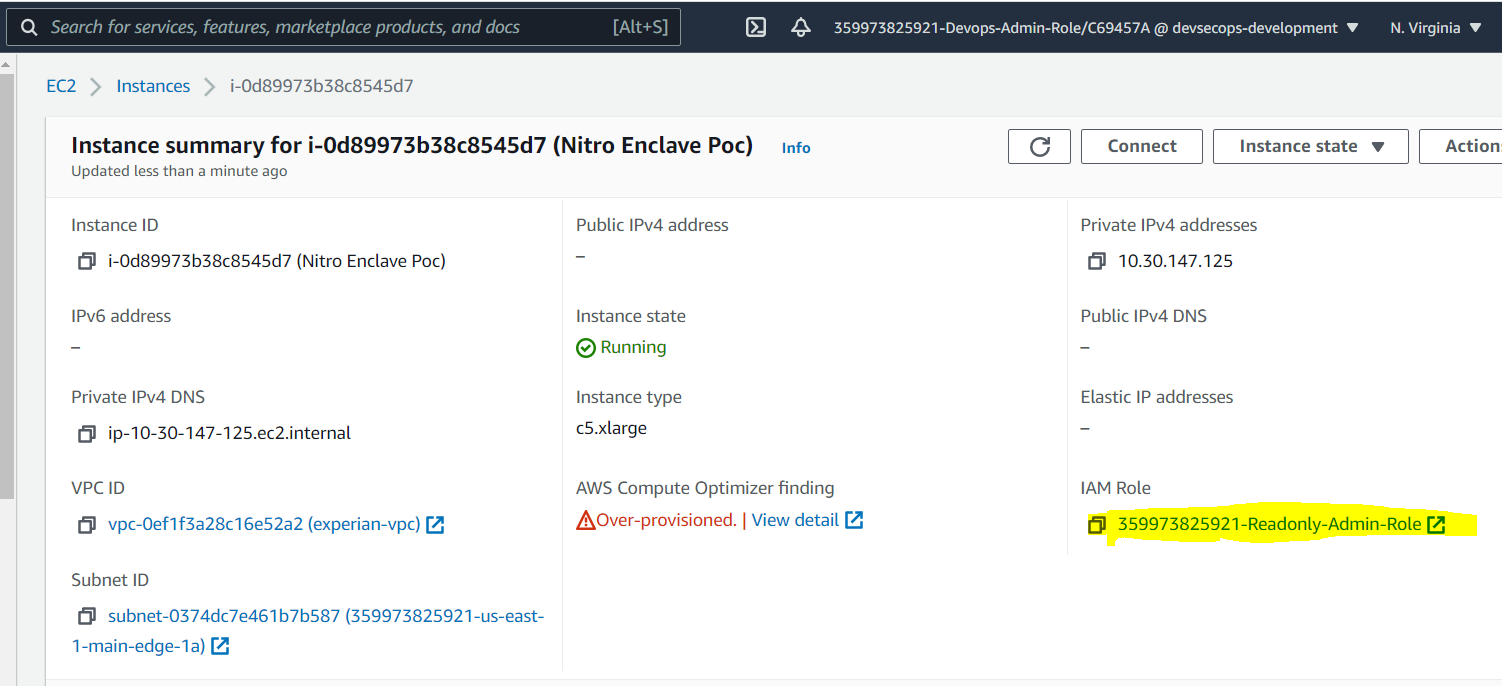 Search for services, features, marketplace products, and docs [Alt+S] 359973825921-Devops-Admin-Role/C69457A @ devsecops-development N. Virginia
EC2 Instances i-0d89973b38c8545d7
Instance summary for i-0d89973b38c8545d7 (Nitro Enclave Poc) Info Connect Instance state Action
Updated less than a minute ago
Instance ID
i-0d89973b38c8545d7 (Nitro Enclave Poc)
Public IPv4 address
–
Private IPv4 addresses
10.30.147.125
IPv6 address
–
Instance state
Running
Public IPv4 DNS
–
Private IPv4 DNS
ip-10-30-147-125.ec2.internal
Instance type
c5.xlarge
Elastic IP addresses
–
VPC ID
vpc-0ef1f3a28c16e52a2 (experian-vpc)
AWS Compute Optimizer finding
Over-provisioned. | View detail
IAM Role
359973825921-Readonly-Admin-Role
Subnet ID
subnet-0374dc7e461b7b587 (359973825921-us-east-
1-main-edge-1a)